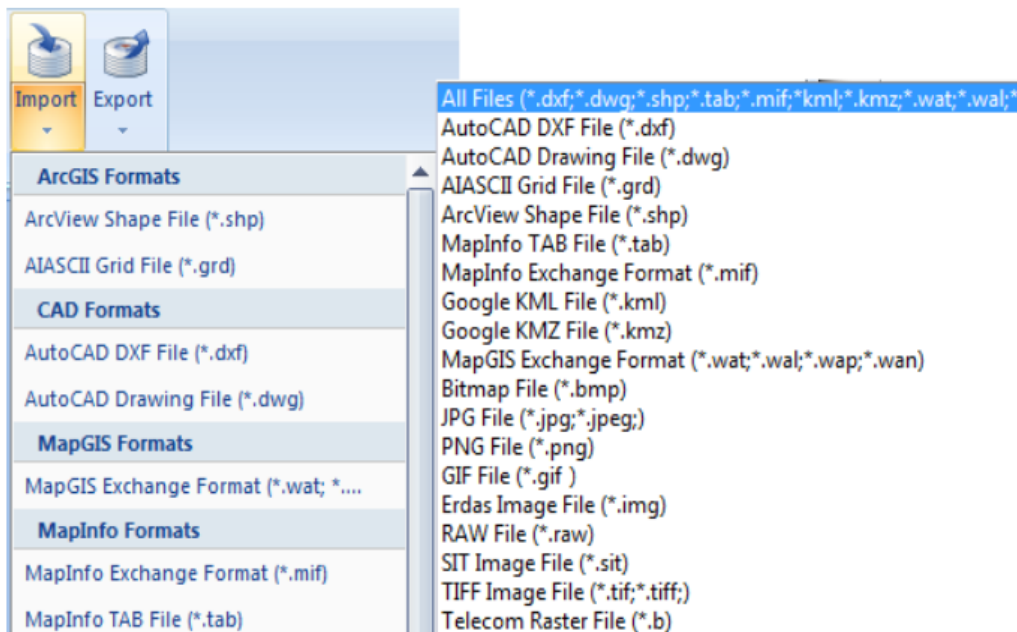 Import Export
ArcGIS Formats
ArcView Shape File (*.shp)
AIASCII Grid File (*.grd)
CAD Formats
AutoCAD DXF File (*.dxf)
AutoCAD Drawing File (*.dwg)
MapGIS Formats
MapGIS Exchange Format (*.wat; *....
MapInfo Formats
MapInfo Exchange Format (*.mif)
MapInfo TAB File (*.tab)
All Files (*.dxf;*.dwg;*.shp;*.tab;*.mif;*kml;*.kmz;*.wat;*.wal;*
AutoCAD DXF File (*.dxf)
AutoCAD Drawing File (*.dwg)
AIASCII Grid File (*.grd)
ArcView Shape File (*.shp)
MapInfo TAB File (*.tab)
MapInfo Exchange Format (*.mif)
Google KML File (*.kml)
Google KMZ File (*.kmz)
MapGIS Exchange Format (*.wat;*.wal;*.wap;*.wan)
Bitmap File (*.bmp)
JPG File (*.jpg;*.jpeg;)
PNG File (*.png)
GIF File (*.gif )
Erdas Image File (*.img)
RAW File (*.raw)
SIT Image File (*.sit)
TIFF Image File (*.tif;*.tiff;)
Telecom Raster File (*.b)